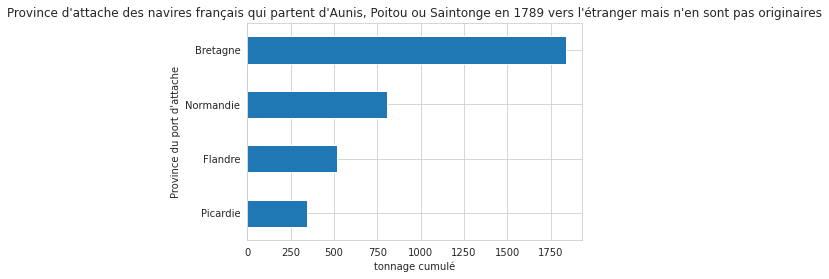 Province d'attache des navires français qui partent d'Aunis, Poitou ou Saintonge en 1789 vers l'étranger mais n'en sont pas originaires
Province du port d'attache
Bretagne
Normandie
Flandre
Picardie
0 250 500 750 1000 1250 1500 1750
tonnage cumulé